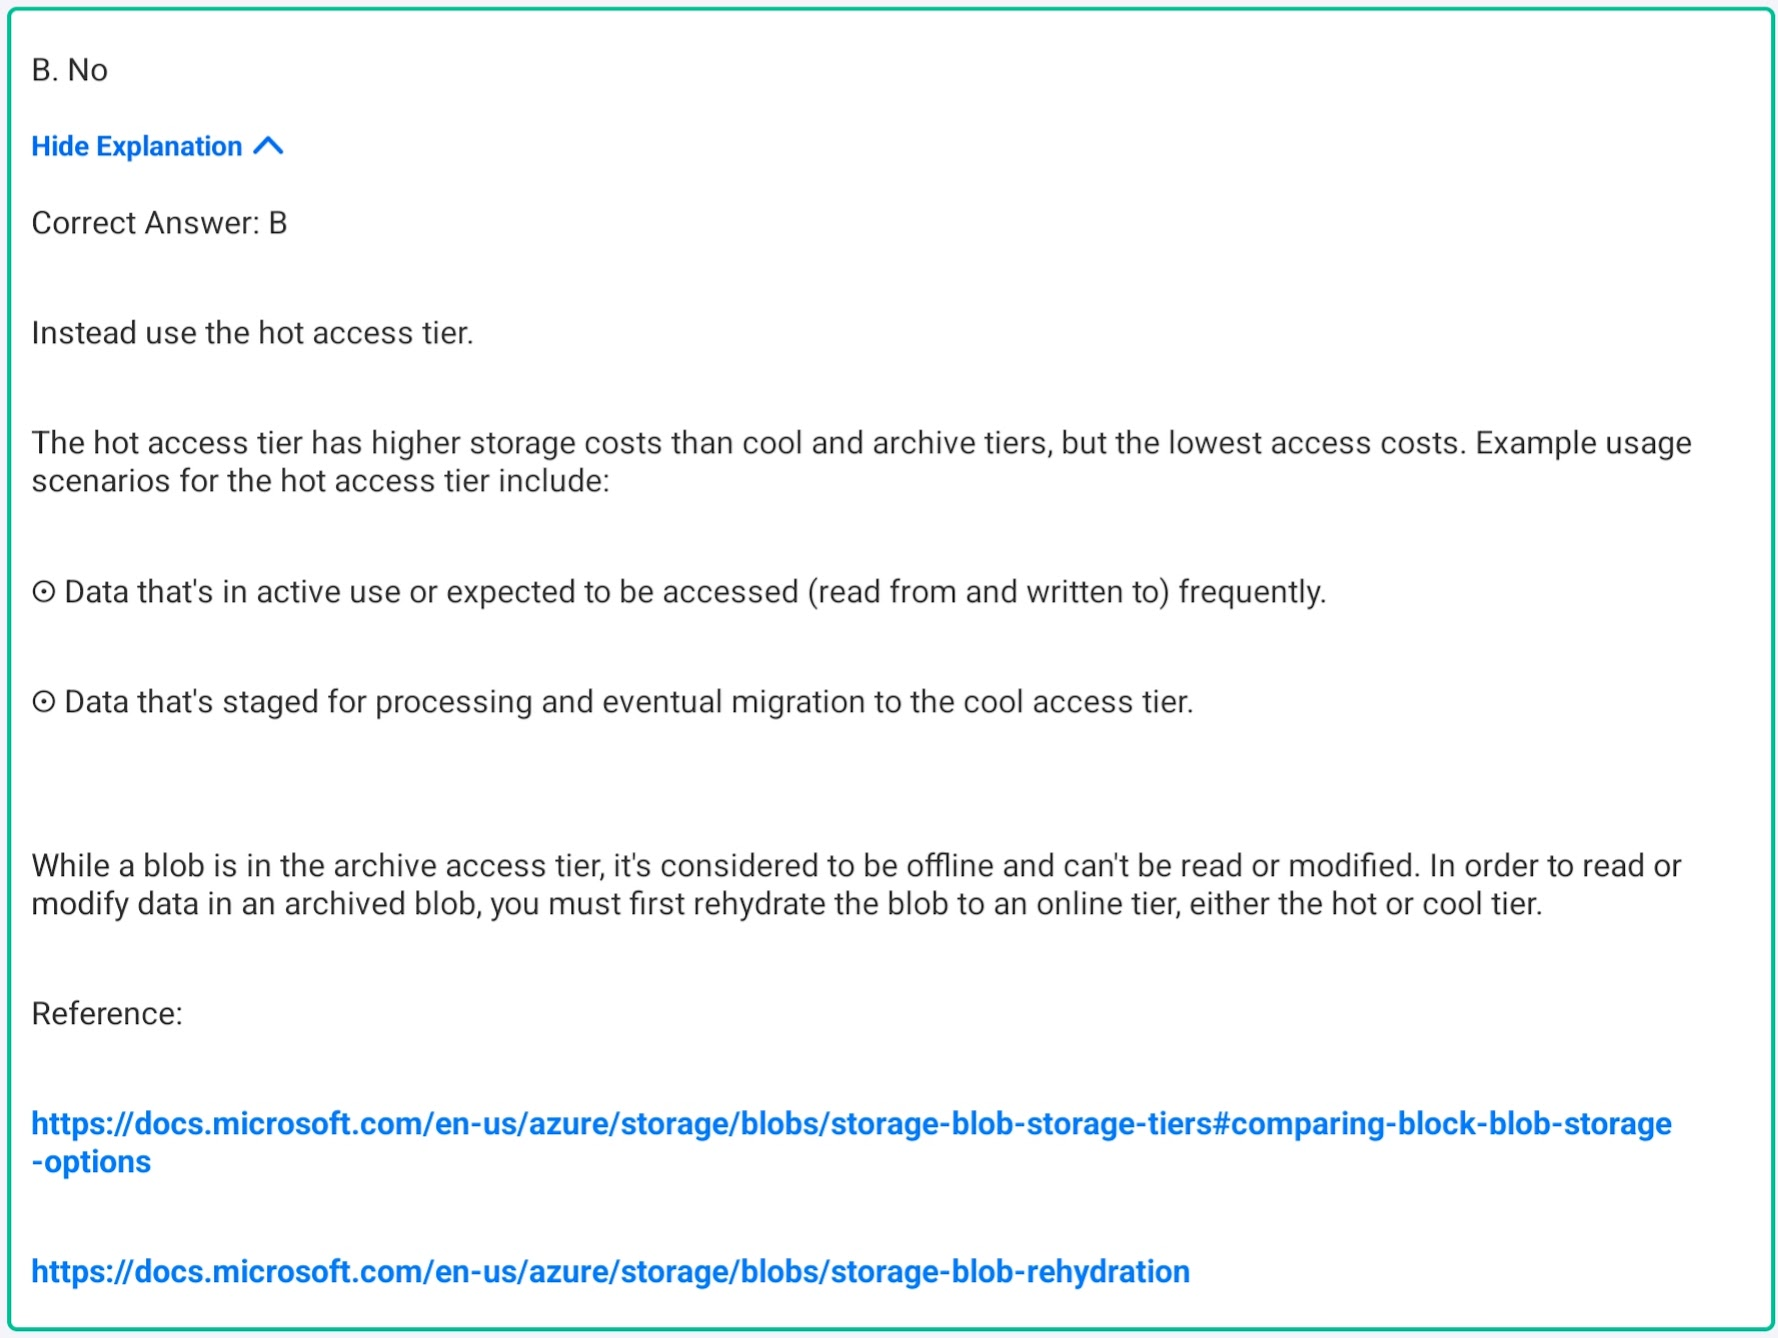 B. No
Hide Explanation
Correct Answer: B
Instead use the hot access tier.
The hot access tier has higher storage costs than cool and archive tiers, but the lowest access costs. Example usage
scenarios for the hot access tier include:
⊙ Data that's in active use or expected to be accessed (read from and written to) frequently.
⊙ Data that's staged for processing and eventual migration to the cool access tier.
While a blob is in the archive access tier, it's considered to be offline and can't be read or modified. In order to read or
modify data in an archived blob, you must first rehydrate the blob to an online tier, either the hot or cool tier.
Reference:
https://docs.microsoft.com/en-us/azure/storage/blobs/storage-blob-storage-tiers#comparing-block-blob-storage
-options
https://docs.microsoft.com/en-us/azure/storage/blobs/storage-blob-rehydration